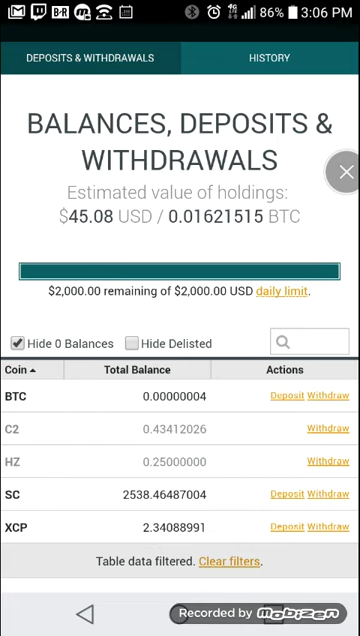 B·R
4G
86% 3:06 PM
DEPOSITS & WITHDRAWALS HISTORY
BALANCES, DEPOSITS &
WITHDRAWALS
Estimated value of holdings:
$45.08 USD / 0.01621515 BTC
$2,000.00 remaining of $2,000.00 USD daily limit.
Hide 0 Balances Hide Delisted
Coin Total Balance Actions
BTC 0.00000004 Deposit Withdraw
C2 0.43412026 Withdraw
HZ 0.25000000 Withdraw
SC 2538.46487004 Deposit Withdraw
XCP 2.34088991 Deposit Withdraw
Table data filtered. Clear filters.
Recorded by mobizen